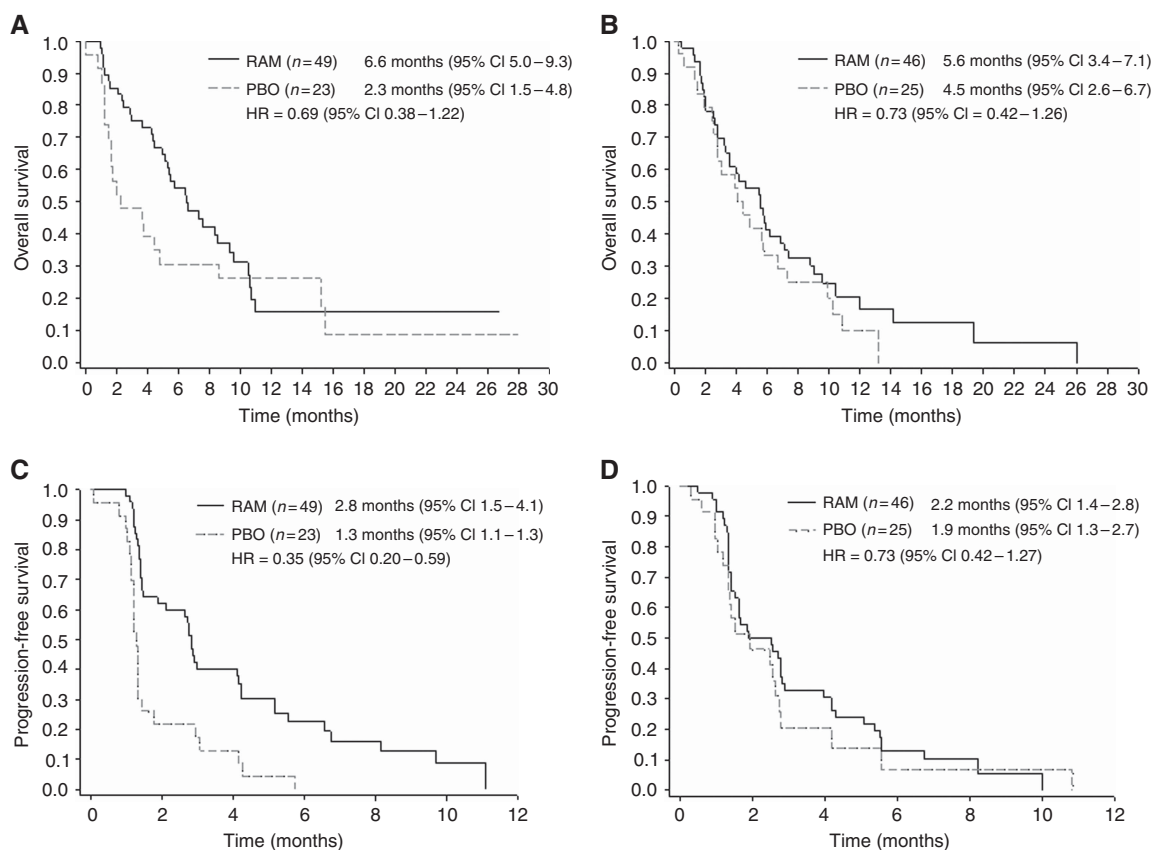 A
1.0
0.9
0.8
0.7
0.6
0.5
0.4
0.3
0.2
0.1
0.0
Overall survival
RAM (n=49) 6.6 months (95% CI 5.0–9.3)
PBO (n=23) 2.3 months (95% CI 1.5–4.8)
HR = 0.69 (95% CI 0.38–1.22)
0 2 4 6 8 10 12 14 16 18 20 22 24 26 28 30
Time (months)
B
1.0
0.9
0.8
0.7
0.6
0.5
0.4
0.3
0.2
0.1
0.0
Overall survival
RAM (n=46) 5.6 months (95% CI 3.4–7.1)
PBO (n=25) 4.5 months (95% CI 2.6–6.7)
HR = 0.73 (95% CI = 0.42–1.26)
0 2 4 6 8 10 12 14 16 18 20 22 24 26 28 30
Time (months)
C
1.0
0.9
0.8
0.7
0.6
0.5
0.4
0.3
0.2
0.1
0.0
Progression-free survival
RAM (n=49) 2.8 months (95% CI 1.5–4.1)
PBO (n=23) 1.3 months (95% CI 1.1–1.3)
HR = 0.35 (95% CI 0.20–0.59)
0 2 4 6 8 10 12
Time (months)
D
1.0
0.9
0.8
0.7
0.6
0.5
0.4
0.3
0.2
0.1
0.0
Progression-free survival
RAM (n=46) 2.2 months (95% CI 1.4–2.8)
PBO (n=25) 1.9 months (95% CI 1.3–2.7)
HR = 0.73 (95% CI 0.42–1.27)
0 2 4 6 8 10 12
Time (months)